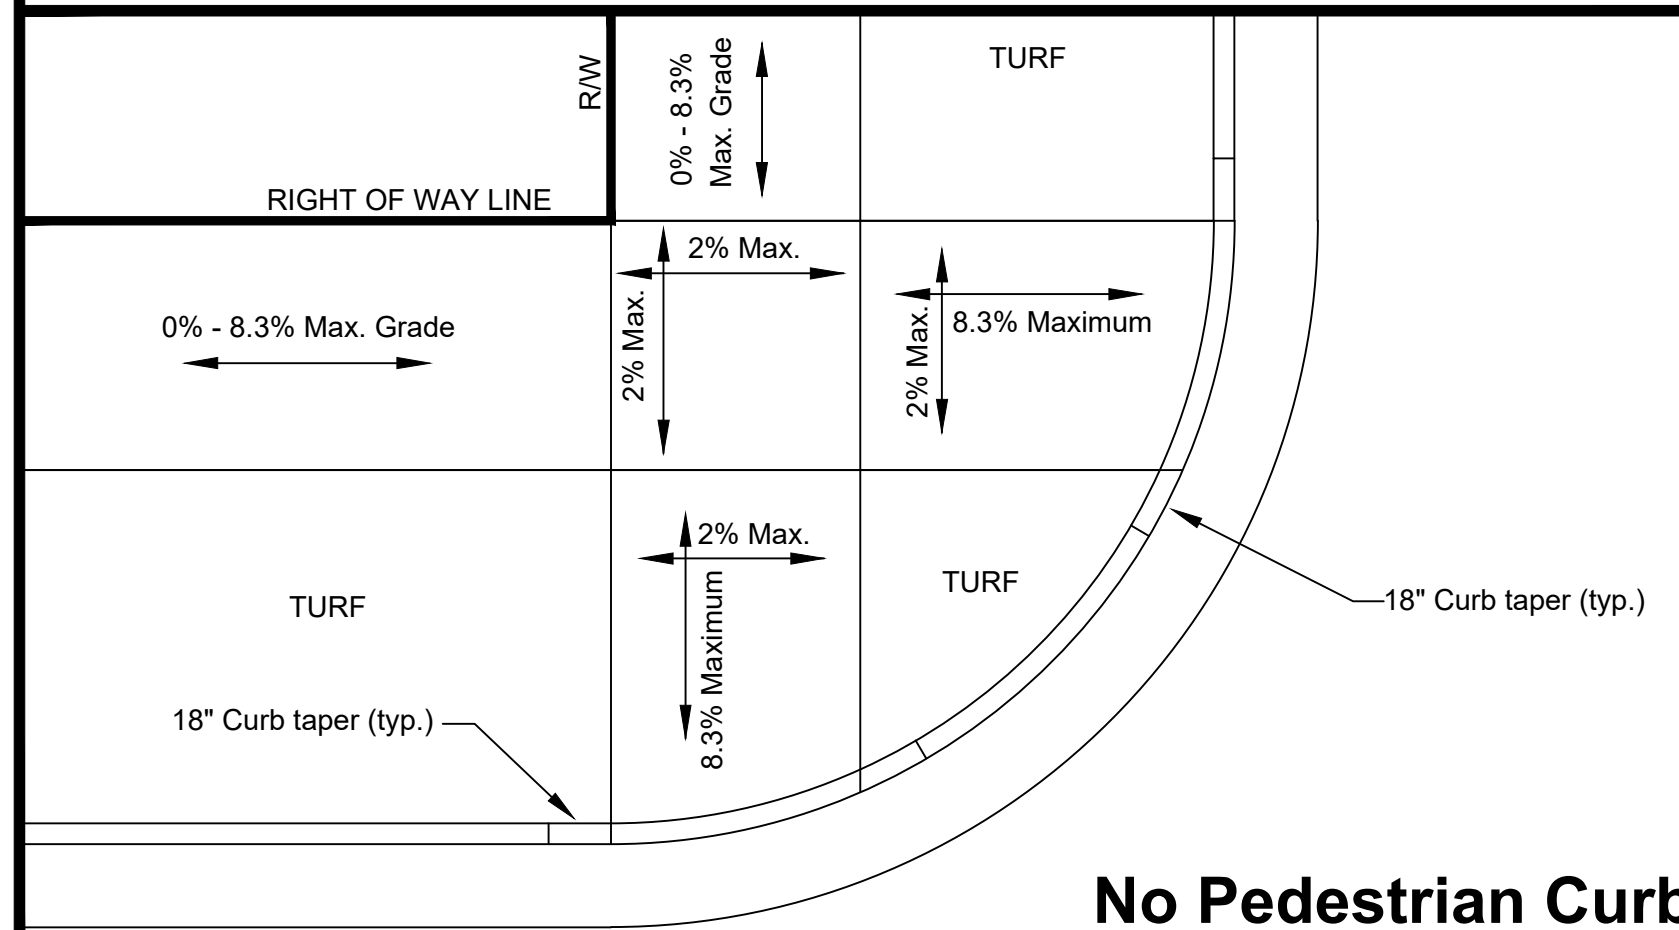 TURF
R/W
0% - 8.3%
Max. Grade
RIGHT OF WAY LINE
2% Max.
2% Max.
0% - 8.3% Max. Grade
8.3% Maximum
2% Max.
2% Max.
8.3% Maximum
TURF
TURF
18" Curb taper (typ.)
18" Curb taper (typ.)
No Pedestrian Curb